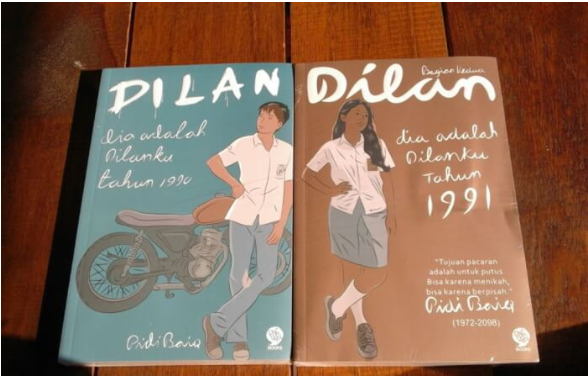 DILAN
dia adalah
Dilanku
tahun 1990
Pidi Baiq
Bagian Kedua
Dilan
dia adalah
Dilanku
Tahun
1991
"Tujuan pacaran
adalah untuk putus.
Bisa karena menikah,
bisa karena berpisah."
Pidi Baiq
(1972-2098)